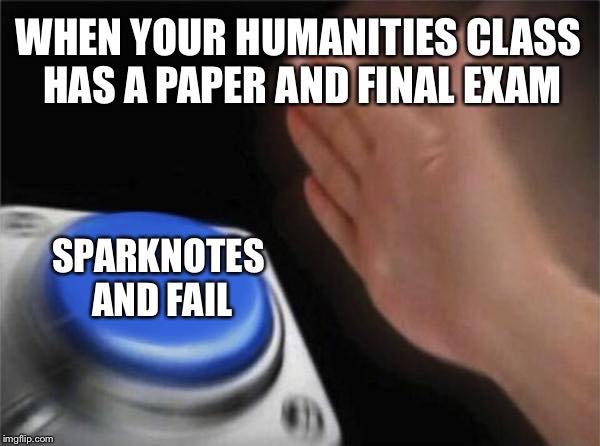 WHEN YOUR HUMANITIES CLASS
HAS A PAPER AND FINAL EXAM
SPARKNOTES
AND FAIL
imgflip.com